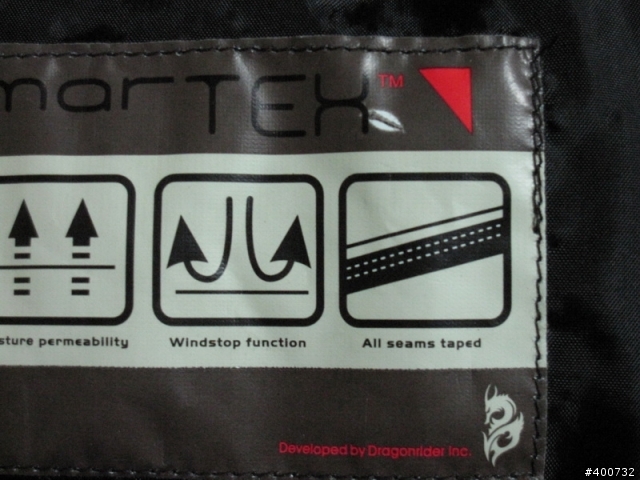 marTEX™
sture permeability
Windstop function
All seams taped
Developed by Dragonrider Inc.
#400732